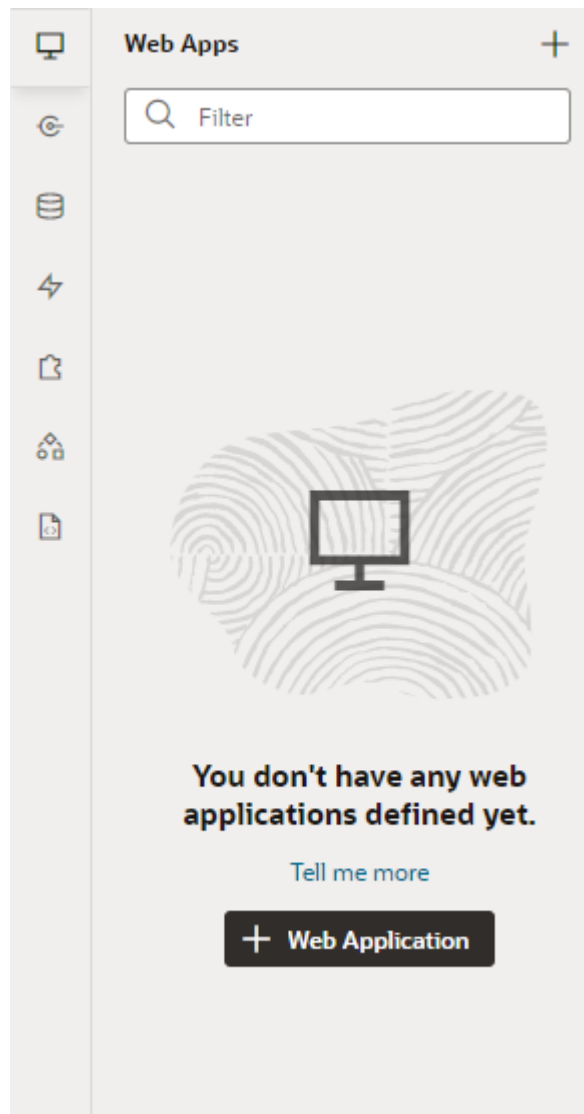 Web Apps
Filter
You don't have any web
applications defined yet.
Tell me more
Web Application